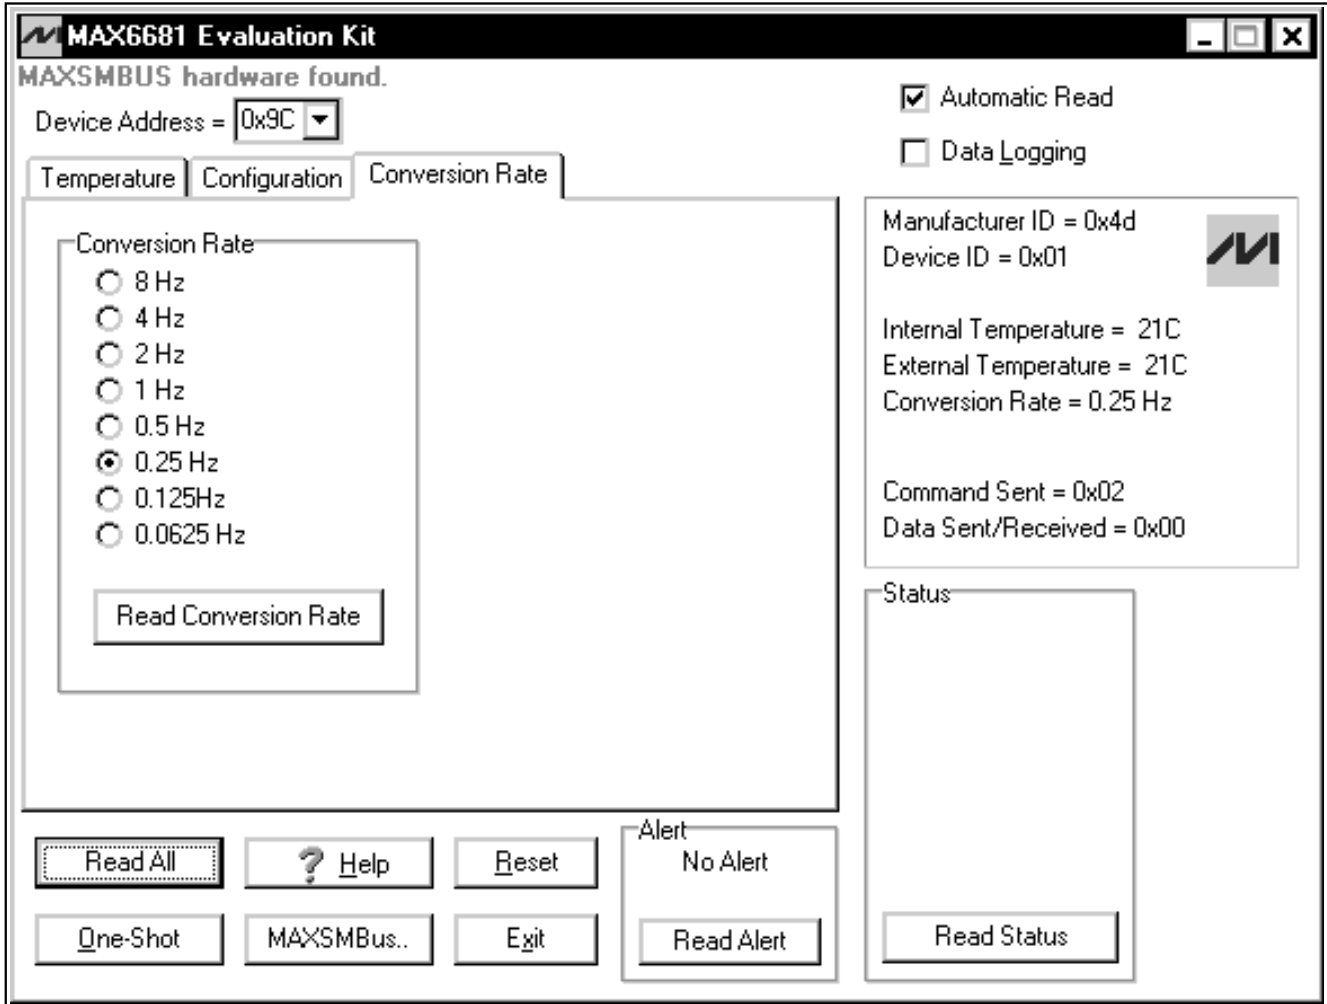 MAX6681 Evaluation Kit
MAXSMBUS hardware found.
Device Address = 0x9C
Automatic Read
Data Logging
Temperature Configuration Conversion Rate
Conversion Rate
8 Hz
4 Hz
2 Hz
1 Hz
0.5 Hz
0.25 Hz
0.125Hz
0.0625 Hz
Read Conversion Rate
Manufacturer ID = 0x4d
Device ID = 0x01
Internal Temperature = 21C
External Temperature = 21C
Conversion Rate = 0.25 Hz
Command Sent = 0x02
Data Sent/Received = 0x00
Status
Read Status
Read All
? Help
Reset
One-Shot
MAXSMBus..
Exit
Alert
No Alert
Read Alert